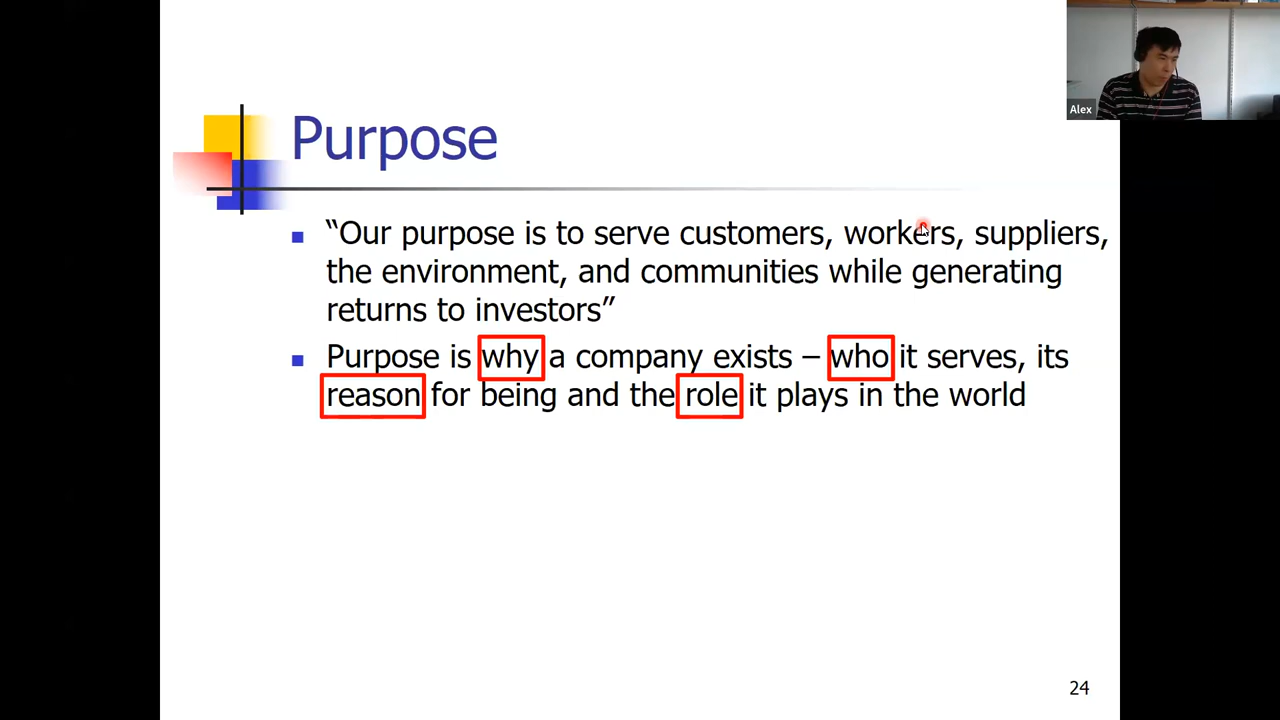 Alex
Purpose
“Our purpose is to serve customers, workers, suppliers,
the environment, and communities while generating
returns to investors”
Purpose is why a company exists – who it serves, its
reason for being and the role it plays in the world
24